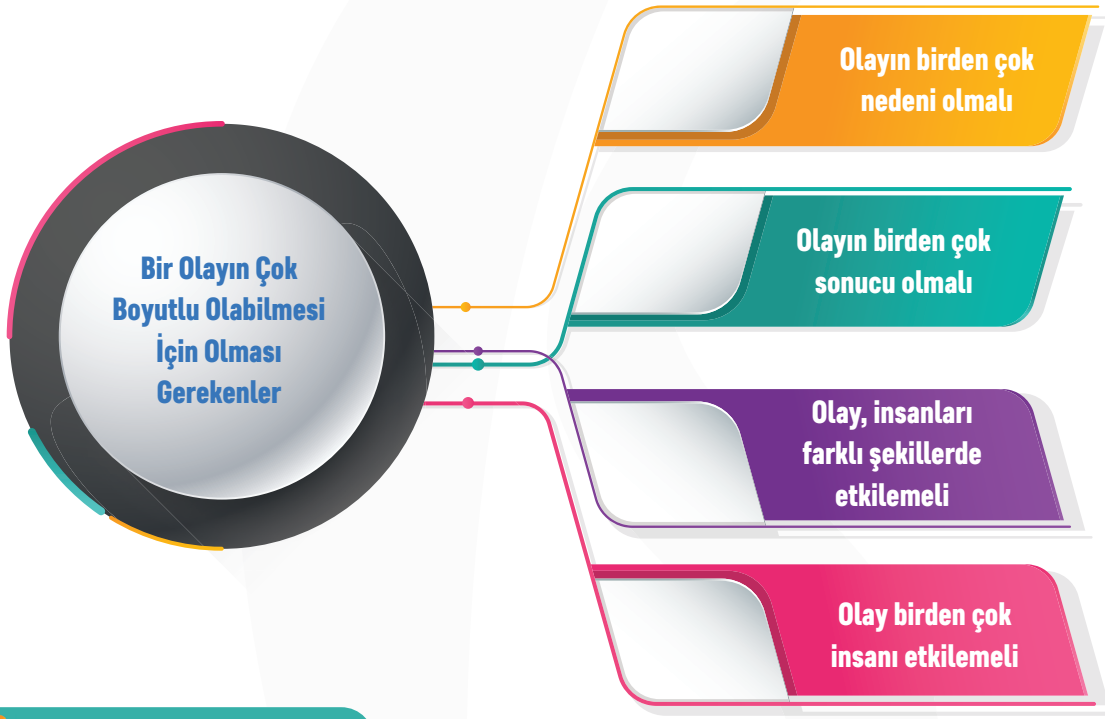 Bir Olayın Çok
Boyutlu Olabilmesi
İçin Olması
Gerekenler
Olayın birden çok
nedeni olmalı
Olayın birden çok
sonucu olmalı
Olay, insanları
farklı şekillerde
etkilemeli
Olay birden çok
insanı etkilemeli